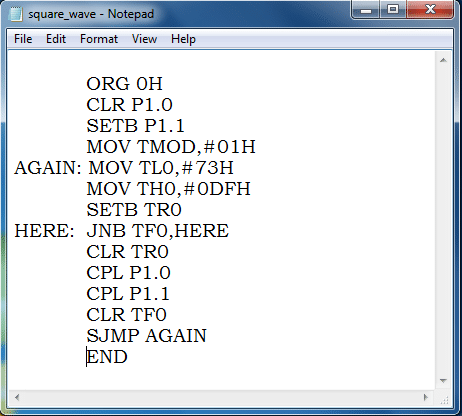 square_wave - Notepad
File Edit Format View Help
ORG 0H
CLR P1.0
SETB P1.1
MOV TMOD,#01H
AGAIN: MOV TL0,#73H
MOV TH0,#0DFH
SETB TR0
HERE: JNB TF0,HERE
CLR TR0
CPL P1.0
CPL P1.1
CLR TF0
SJMP AGAIN
END